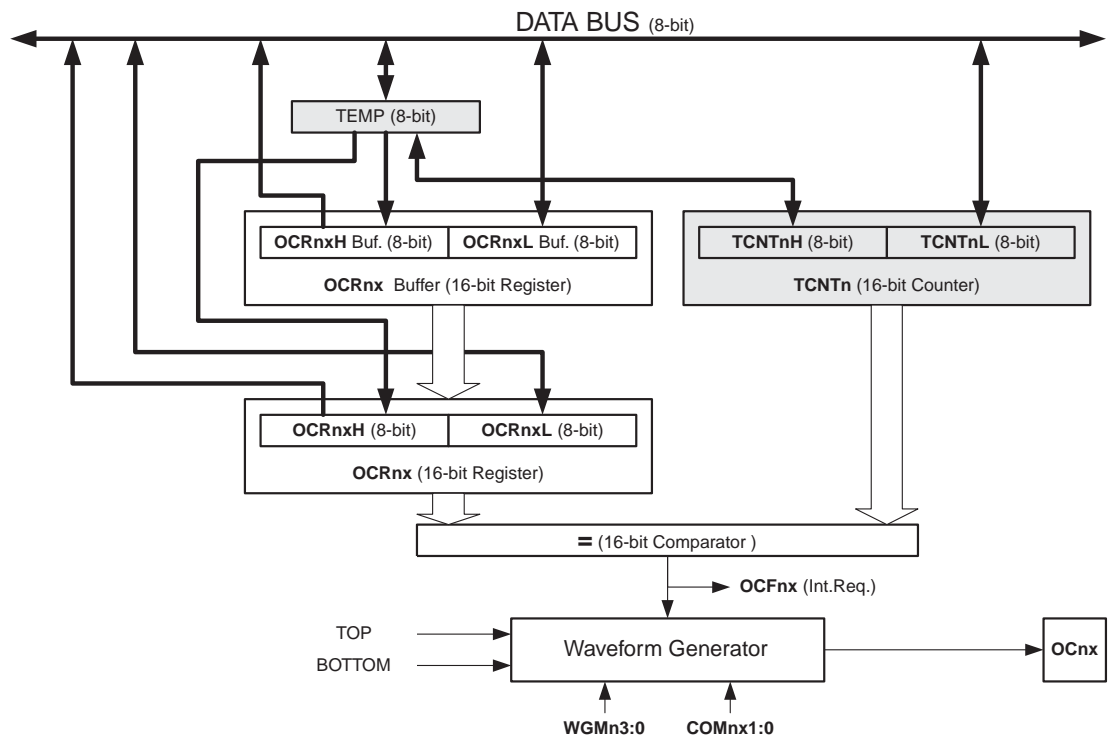 DATA BUS (8-bit)
TEMP (8-bit)
OCRnxH Buf. (8-bit) OCRnxL Buf. (8-bit)
OCRnx Buffer (16-bit Register)
TCNTnH (8-bit) TCNTnL (8-bit)
TCNTn (16-bit Counter)
OCRnxH (8-bit) OCRnxL (8-bit)
OCRnx (16-bit Register)
= (16-bit Comparator )
OCFnx (Int.Req.)
TOP
BOTTOM
Waveform Generator
OCnx
WGMn3:0 COMnx1:0